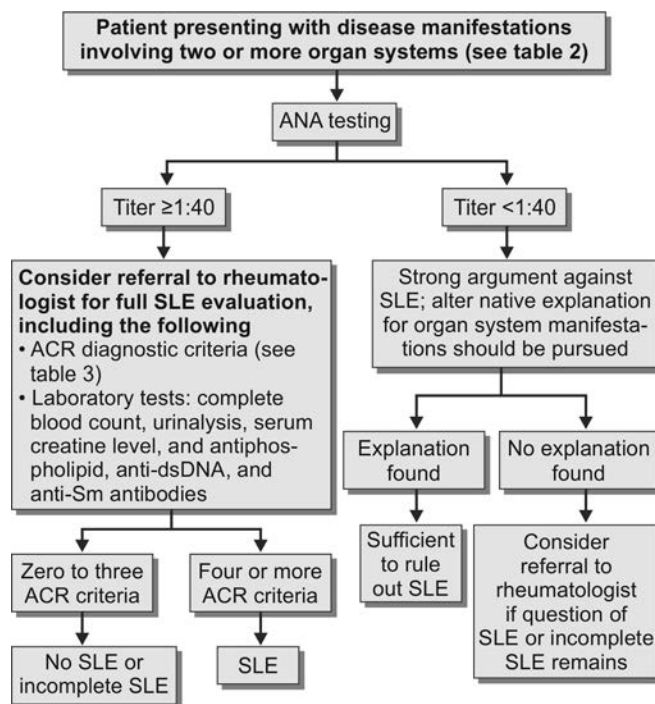 Patient presenting with disease manifestations
involving two or more organ systems (see table 2)
ANA testing
Titer ≥1:40
Titer <1:40
Consider referral to rheumato-
logist for full SLE evaluation,
including the following
• ACR diagnostic criteria (see
table 3)
• Laboratory tests: complete
blood count, urinalysis, serum
creatine level, and antiphos-
pholipid, anti-dsDNA, and
anti-Sm antibodies
Strong argument against
SLE; alter native explanation
for organ system manifesta-
tions should be pursued
Explanation
found
No explanation
found
Zero to three
ACR criteria
Four or more
ACR criteria
Sufficient
to rule
out SLE
Consider
referral to
rheumatologist
if question of
SLE or incomplete
SLE remains
No SLE or
incomplete SLE
SLE